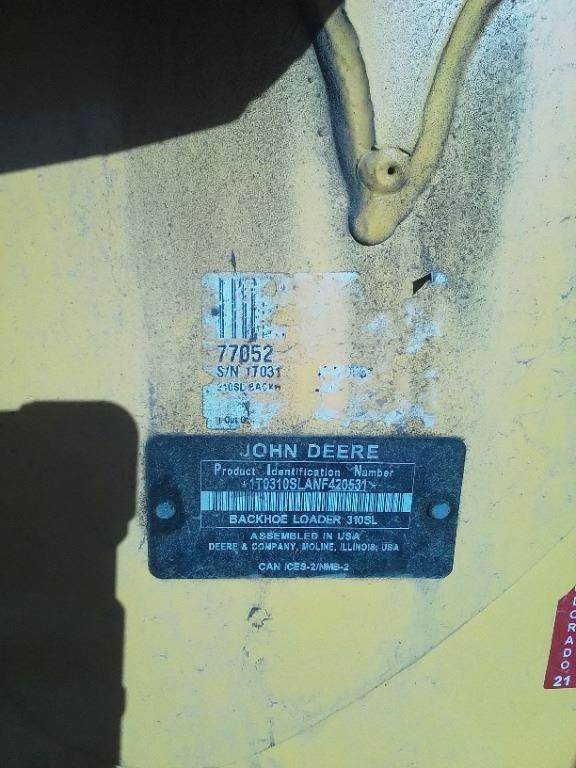 77052
S/N 1T031
310SL BACKH
JOHN DEERE
Product Identification Number
*1T0310SLANF420531*
BACKHOE LOADER 310SL
ASSEMBLED IN USA
DEERE & COMPANY, MOLINE, ILLINOIS, USA
CAN ICES-2/NMB-2
ORADO
21